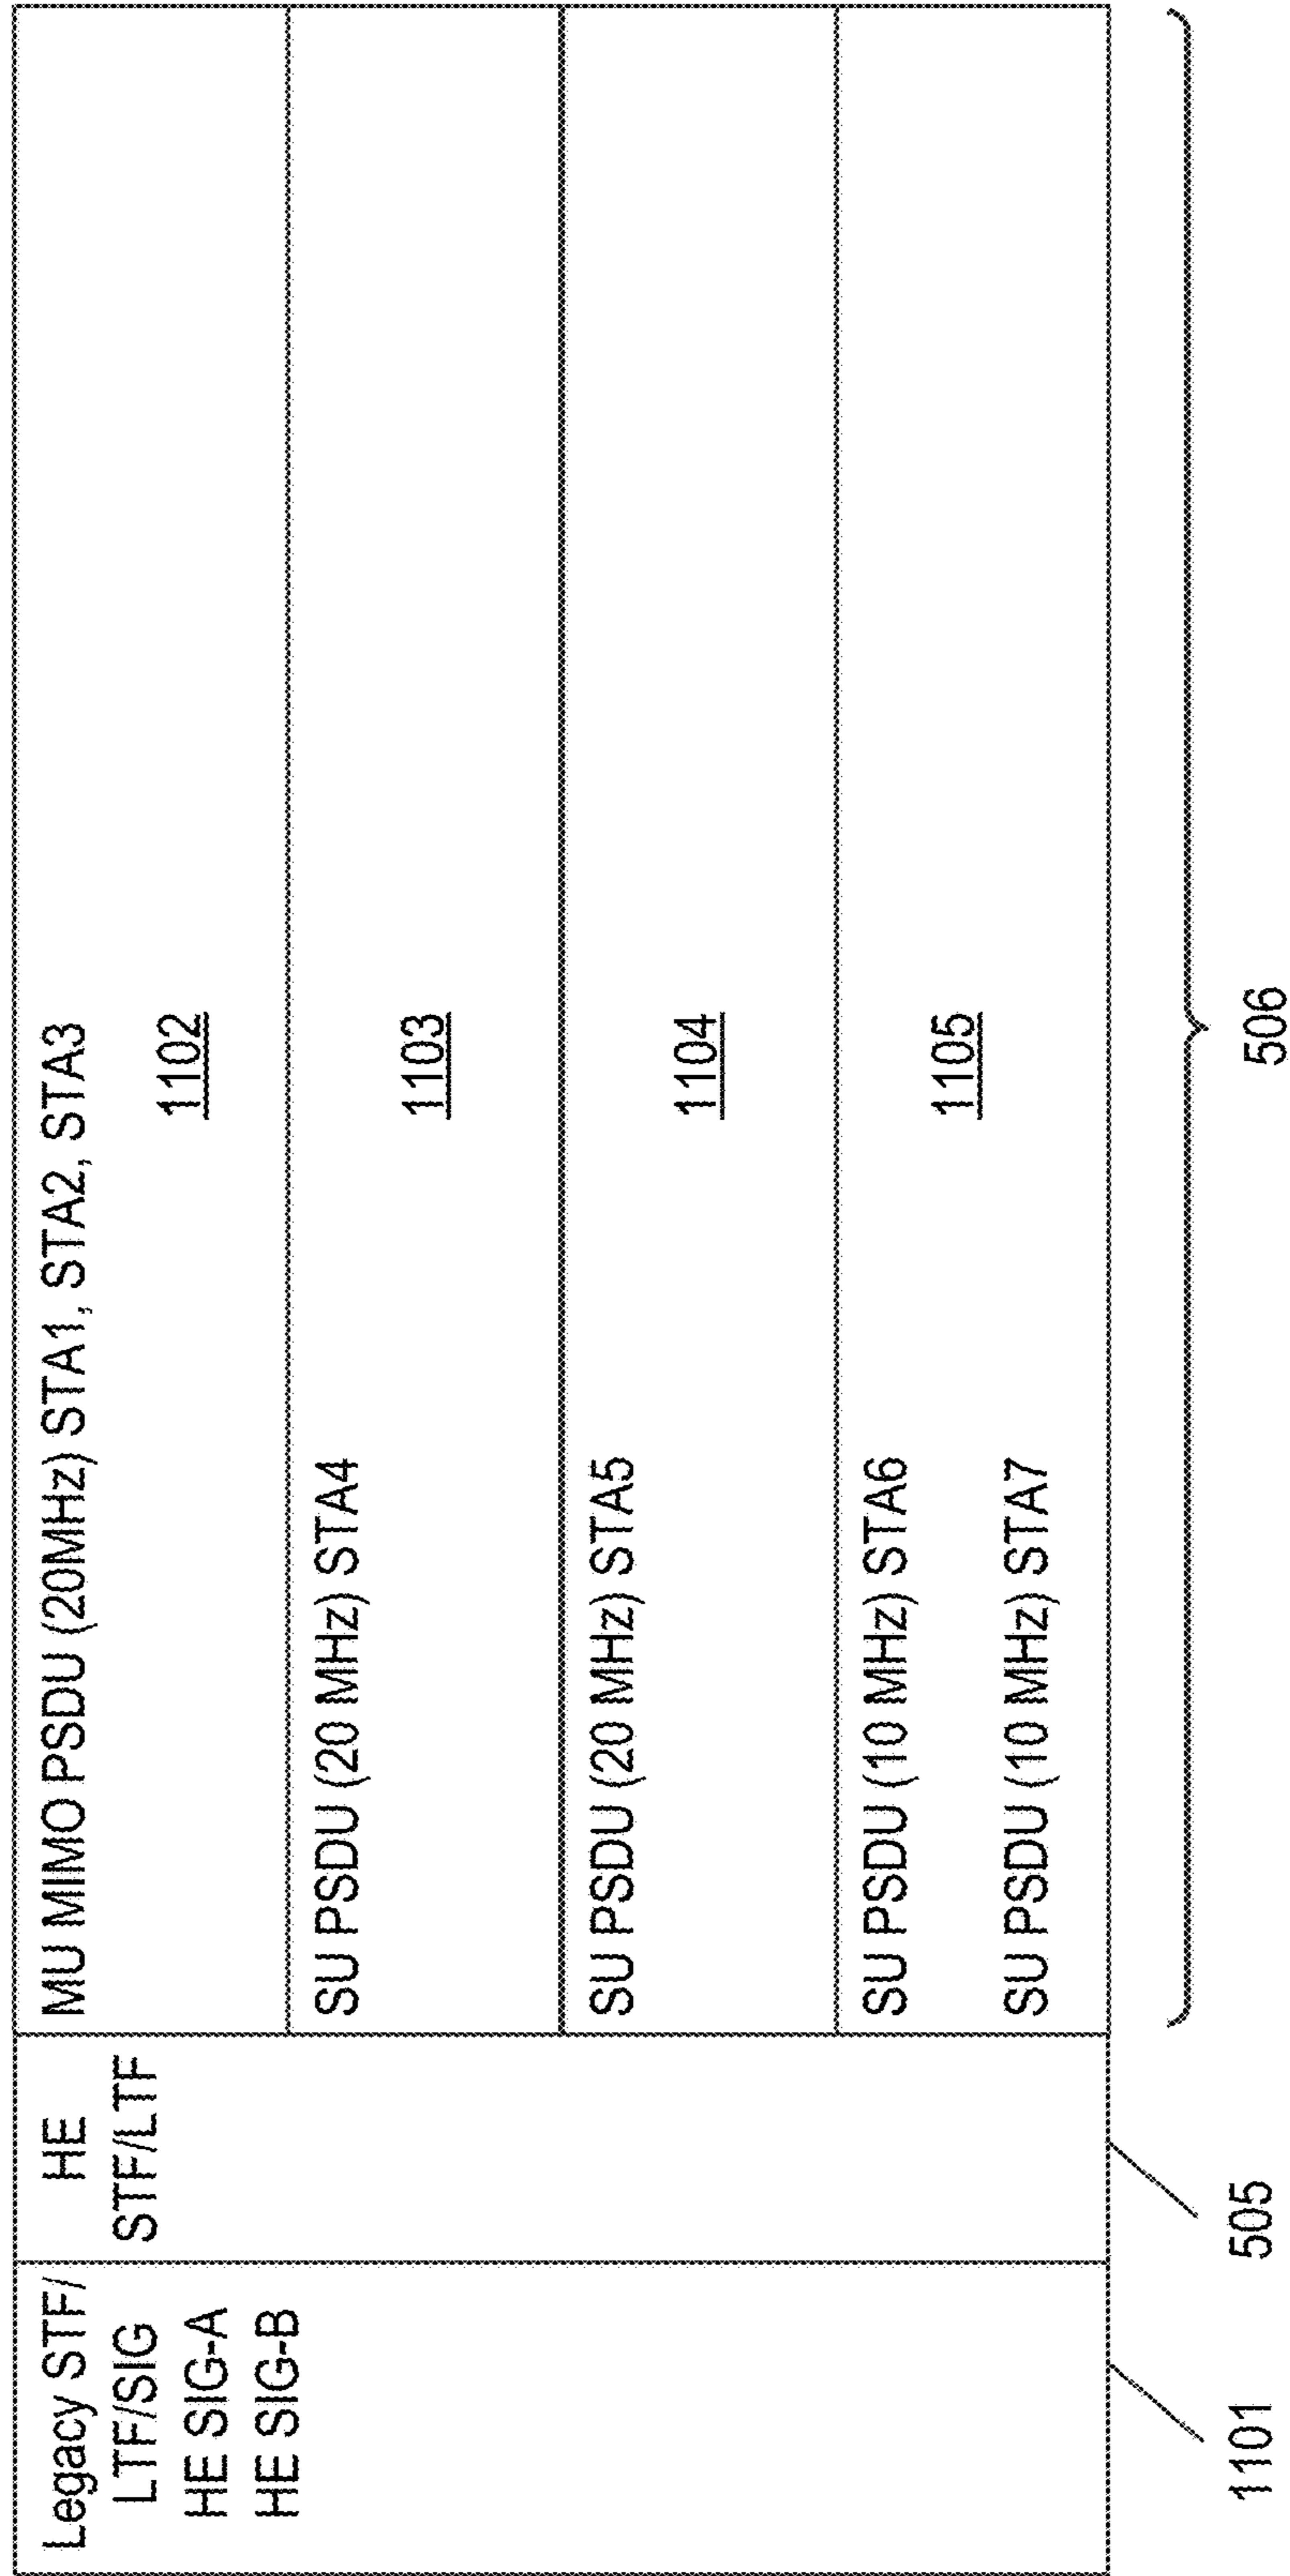 Legacy STF/
LTF/SIG
HE SIG-A
HE SIG-B
HE
STF/LTF
MU MIMO PSDU (20MHz) STA1, STA2, STA3
1102
SU PSDU (20 MHz) STA4
1103
SU PSDU (20 MHz) STA5
1104
SU PSDU (10 MHz) STA6
1105
SU PSDU (10 MHz) STA7
1101
505
506